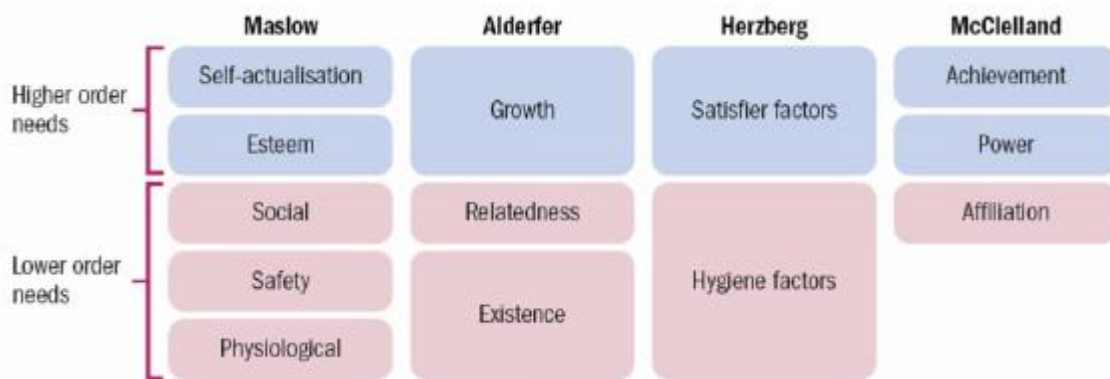 Maslow
Alderfer
Herzberg
McClelland
Higher order
needs
Self-actualisation
Esteem
Growth
Satisfier factors
Achievement
Power
Lower order
needs
Social
Safety
Physiological
Relatedness
Existence
Hygiene factors
Affiliation